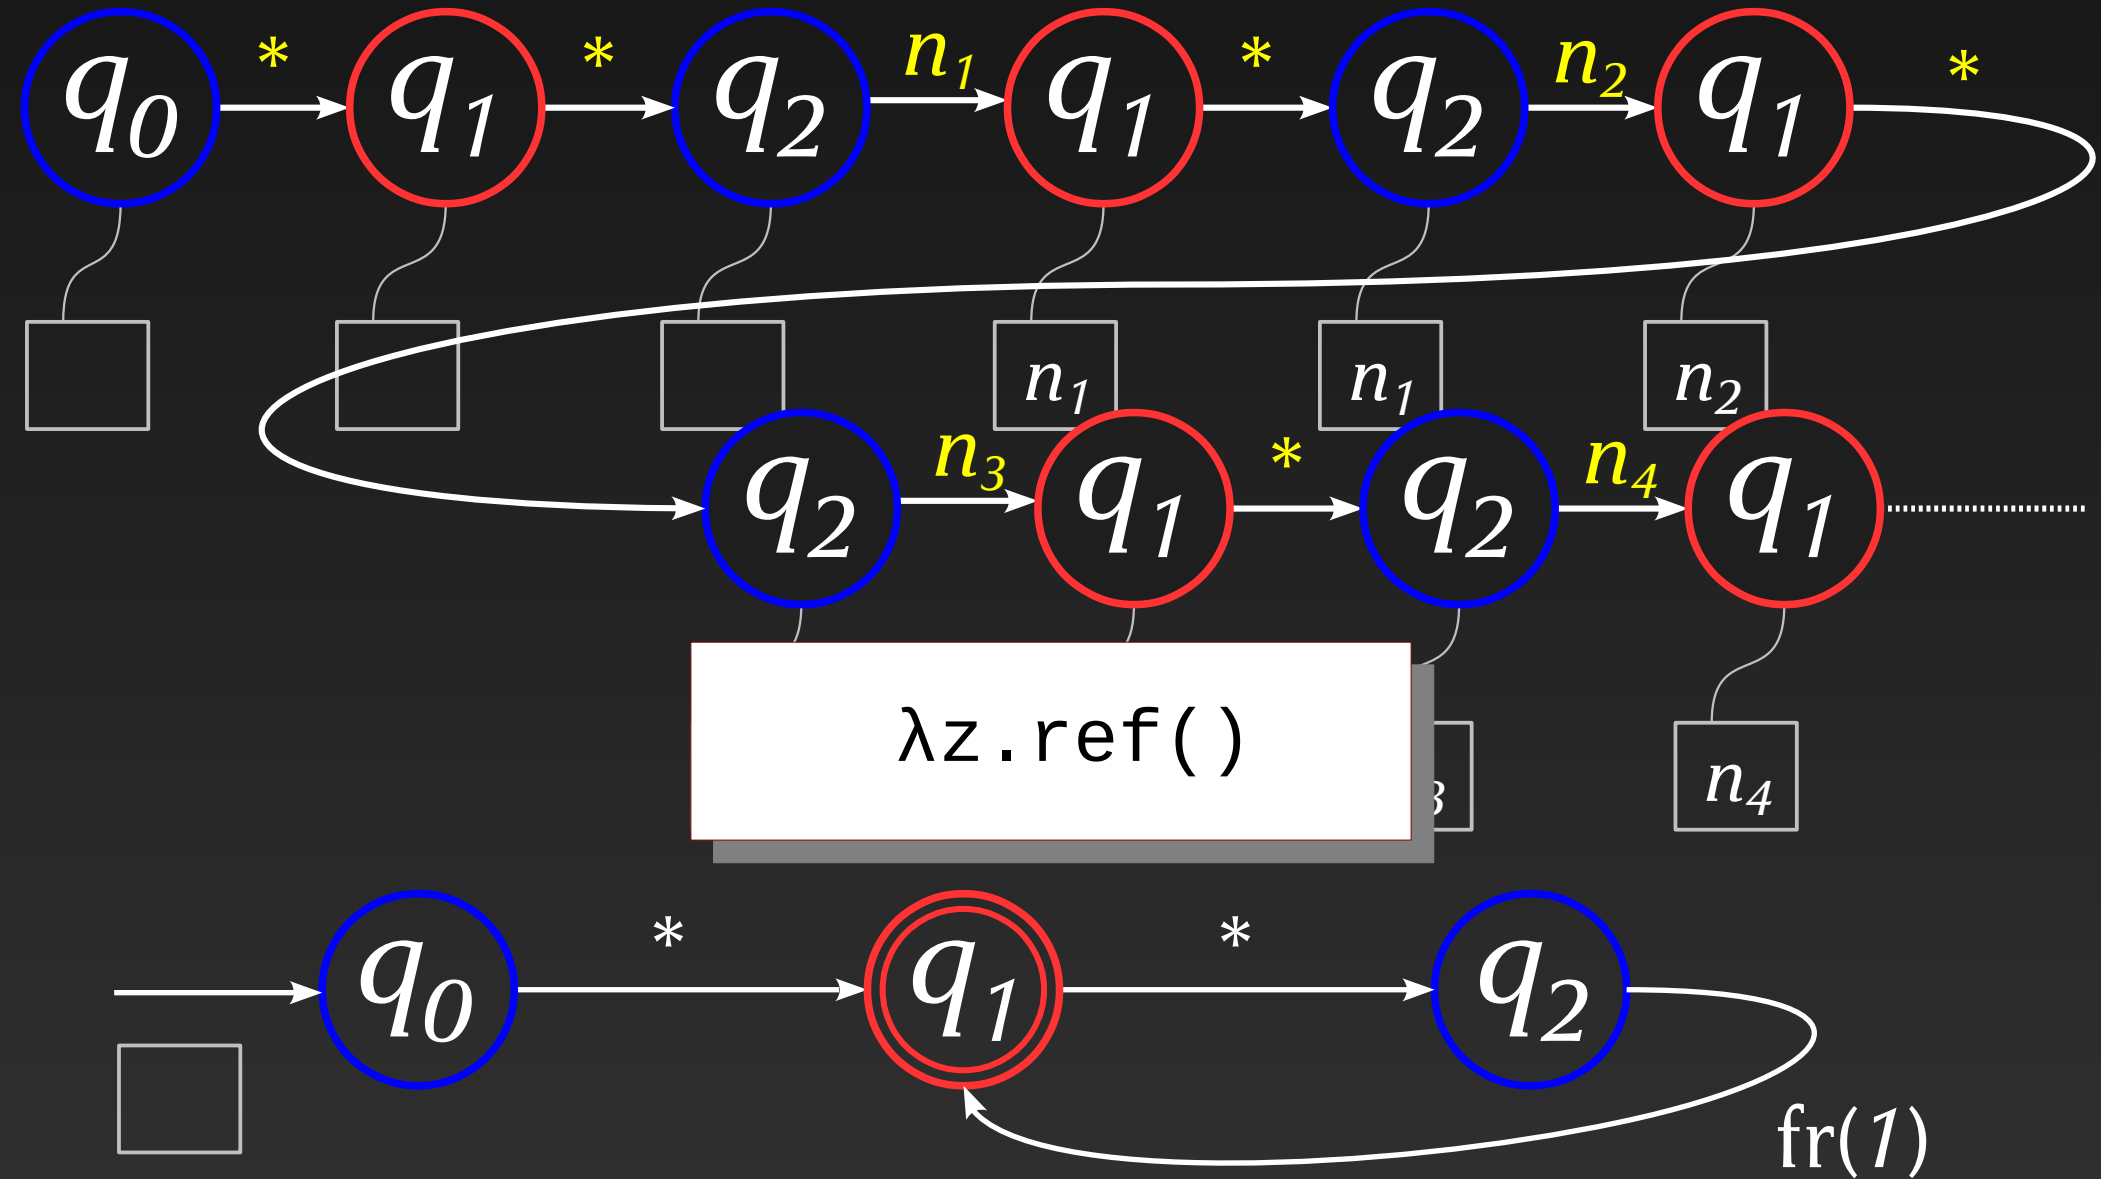 * * n₁ * n₂ *
q₀ q₁ q₂ q₁ q₂ q₁
n₁ n₁ n₂
n₃ * n₄
q₂ q₁ q₂ q₁
λz.ref()
3 n₄
* *
q₀ q₁ q₂
fr(1)